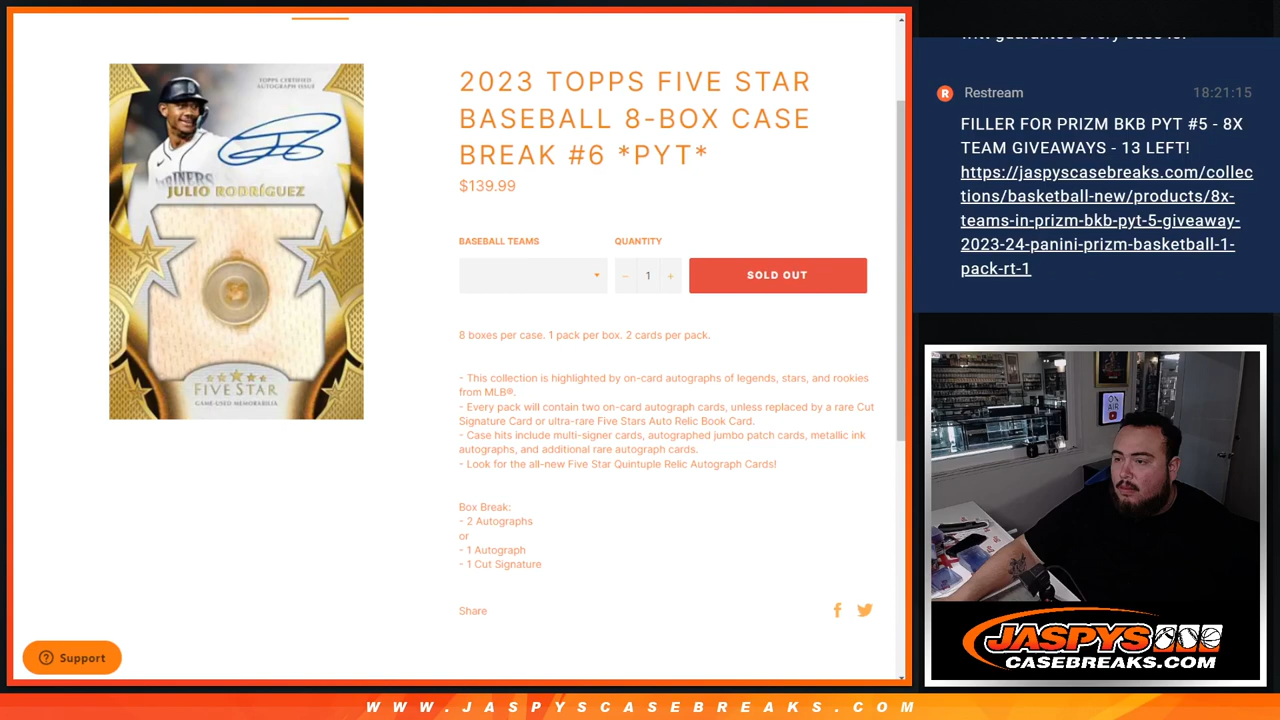 TOPPS CERTIFIED
AUTOGRAPH ISSUE
JULIO RODRÍGUEZ
FIVE STAR
GAME-USED MEMORABILIA
2023 TOPPS FIVE STAR
BASEBALL 8-BOX CASE
BREAK #6 *PYT*
$139.99
BASEBALL TEAMS
QUANTITY
− 1 +
SOLD OUT
8 boxes per case. 1 pack per box. 2 cards per pack.
- This collection is highlighted by on-card autographs of legends, stars, and rookies
from MLB®.
- Every pack will contain two on-card autograph cards, unless replaced by a rare Cut
Signature Card or ultra-rare Five Stars Auto Relic Book Card.
- Case hits include multi-signer cards, autographed jumbo patch cards, metallic ink
autographs, and additional rare autograph cards.
- Look for the all-new Five Star Quintuple Relic Autograph Cards!
Box Break:
- 2 Autographs
or
- 1 Autograph
- 1 Cut Signature
Share
Support
R Restream 18:21:15
FILLER FOR PRIZM BKB PYT #5 - 8X
TEAM GIVEAWAYS - 13 LEFT!
https://jaspyscasebreaks.com/collec
tions/basketball-new/products/8x-
teams-in-prizm-bkb-pyt-5-giveaway-
2023-24-panini-prizm-basketball-1-
pack-rt-1
ON
AIR
JASPYS
CASEBREAKS.COM
WWW.JASPYSCASEBREAKS.COM